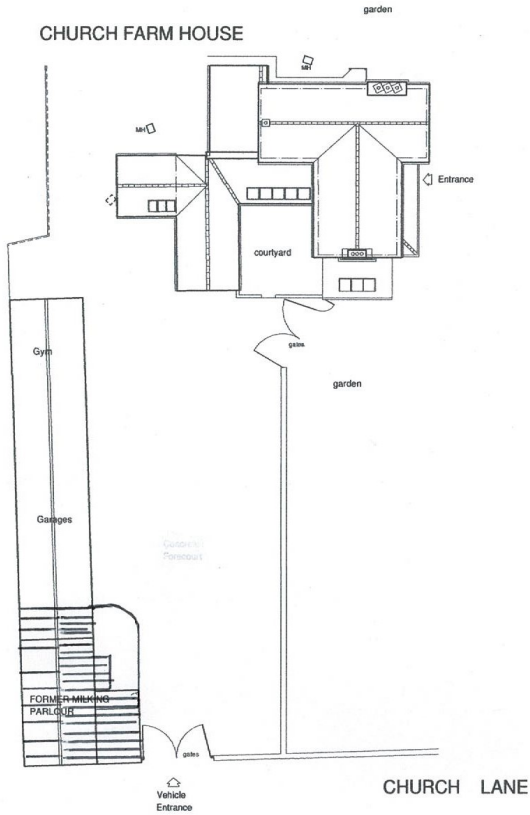 garden
CHURCH FARM HOUSE
MH
MH
Entrance
courtyard
gates
Gym
garden
Garages
Forecourt
FORMER MILKING
PARLOUR
gates
Vehicle
Entrance
CHURCH LANE